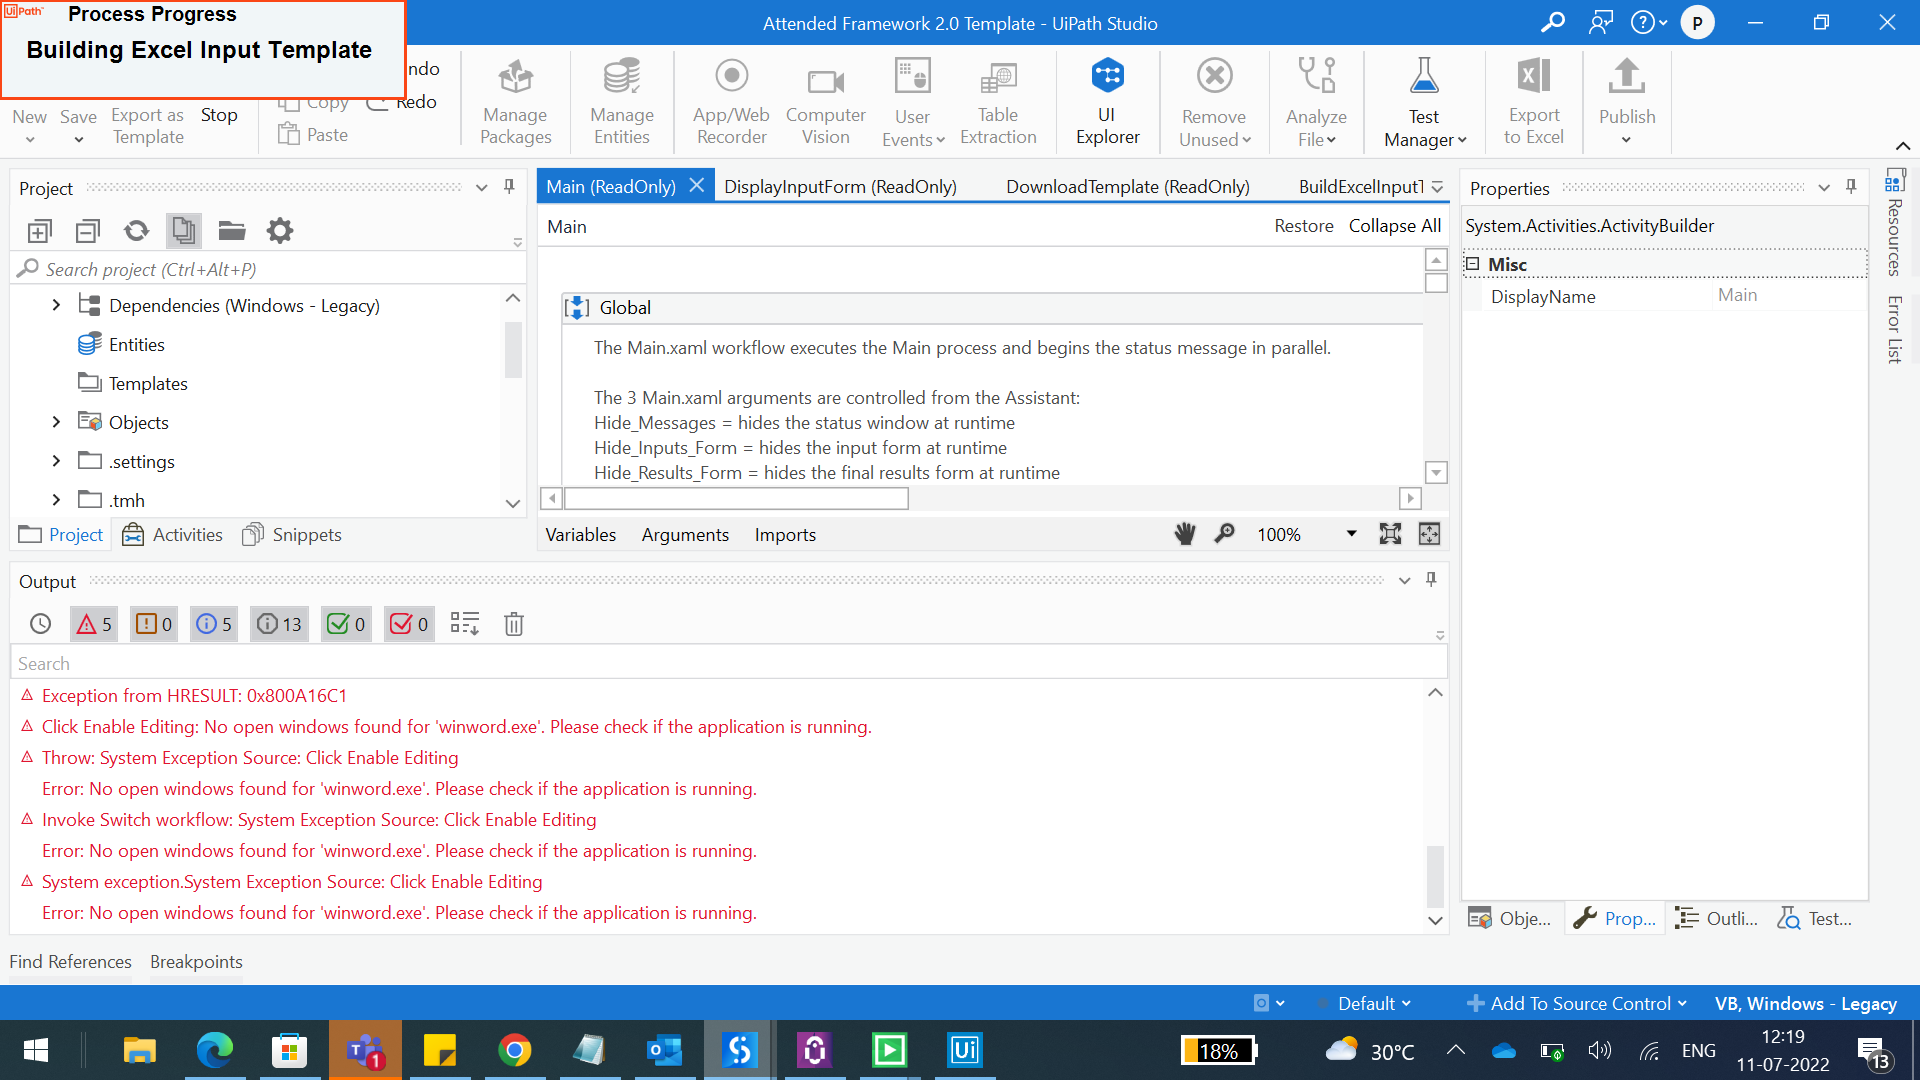 UiPath
Process Progress
Building Excel Input Template
Attended Framework 2.0 Template - UiPath Studio
P
New
Save
Export as
Template
Stop
Copy
Paste
ndo
Redo
Manage
Packages
Manage
Entities
App/Web
Recorder
Computer
Vision
User
Events
Table
Extraction
UI
Explorer
Remove
Unused
Analyze
File
Test
Manager
Export
to Excel
Publish
Project
Search project (Ctrl+Alt+P)
Dependencies (Windows - Legacy)
Entities
Templates
Objects
.settings
.tmh
Project
Activities
Snippets
Main (ReadOnly)
DisplayInputForm (ReadOnly)
DownloadTemplate (ReadOnly)
BuildExcelInputT
Main
Restore
Collapse All
Global
The Main.xaml workflow executes the Main process and begins the status message in parallel.
The 3 Main.xaml arguments are controlled from the Assistant:
Hide_Messages = hides the status window at runtime
Hide_Inputs_Form = hides the input form at runtime
Hide_Results_Form = hides the final results form at runtime
Variables
Arguments
Imports
100%
Properties
System.Activities.ActivityBuilder
Misc
DisplayName
Main
Resources
Error List
Output
5
0
5
13
0
0
Search
Exception from HRESULT: 0x800A16C1
Click Enable Editing: No open windows found for 'winword.exe'. Please check if the application is running.
Throw: System Exception Source: Click Enable Editing
Error: No open windows found for 'winword.exe'. Please check if the application is running.
Invoke Switch workflow: System Exception Source: Click Enable Editing
Error: No open windows found for 'winword.exe'. Please check if the application is running.
System exception.System Exception Source: Click Enable Editing
Error: No open windows found for 'winword.exe'. Please check if the application is running.
Obje...
Prop...
Outli...
Test...
Find References
Breakpoints
Default
Add To Source Control
VB, Windows - Legacy
T
1
Ui
18%
30°C
ENG
12:19
11-07-2022
13